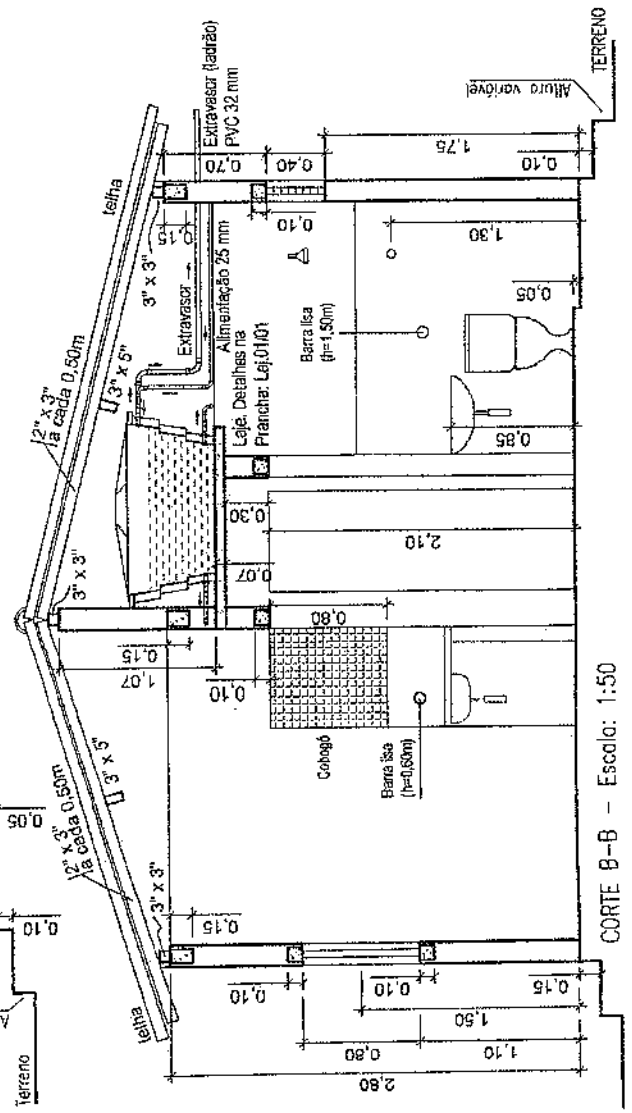 Terreno
0,10
0,05
2" x 3"
a cada 0,50m
3" x 5"
3" x 3"
telha
0,15
2" x 3"
a cada 0,50m
3" x 5"
3" x 3"
telha
3" x 3"
0,15
Extravasor (ladrão)
PVC 32 mm
Extravasor
Alimentação 25 mm
Laje, Detalhes na
Prancha: Laj.01/01
0,70
0,40
0,10
1,75
0,10
Altura variável
TERRENO
1,30
0,05
Barra lisa
(h=1,50m)
0,85
0,30
0,07
2,10
0,80
0,15
1,07
0,10
Cobogó
Barra lisa
(h=0,60m)
0,10
0,10
0,15
1,50
0,80
1,10
2,80
CORTE B-B - Escala: 1:50